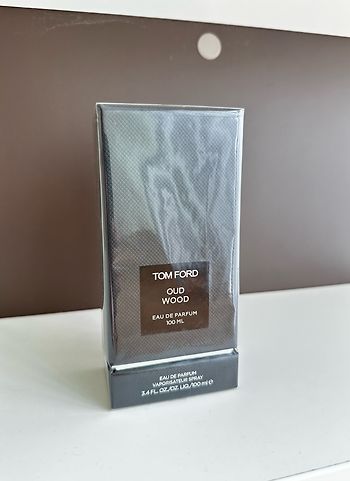 TOM FORD
OUD
WOOD
EAU DE PARFUM
100 ML
EAU DE PARFUM
VAPORISATEUR SPRAY
3.4 FL. OZ./OZ. LIQ./100 ml ℮